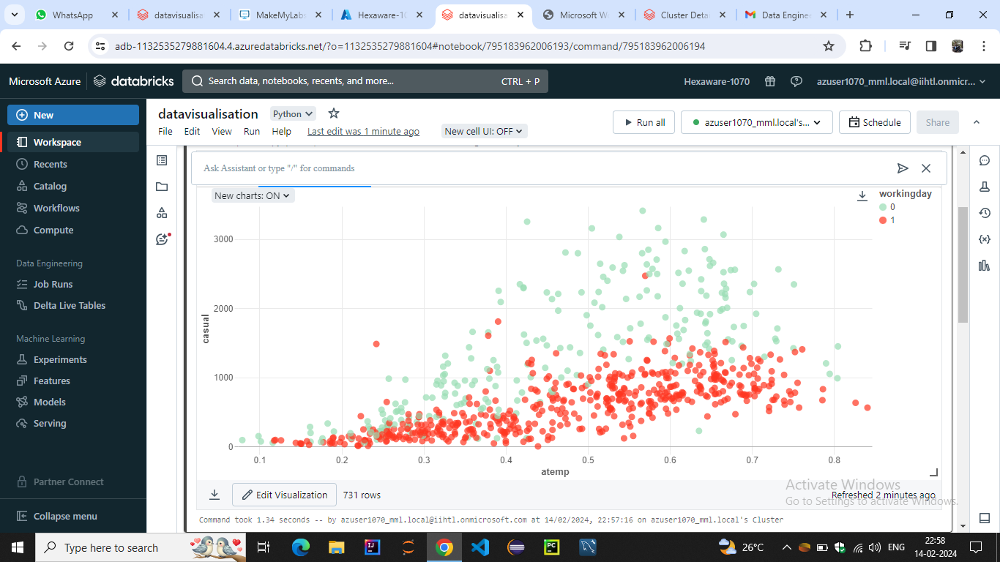 WhatsApp
datavisualisa
MakeMyLabs
Hexaware-10
datavisualisa
Microsoft W
Cluster Detai
Data Enginee
adb-1132535279881604.4.azuredatabricks.net/?o=1132535279881604#notebook/795183962006193/command/795183962006194
Microsoft Azure
databricks
Search data, notebooks, recents, and more...
CTRL + P
Hexaware-1070
azuser1070_mml.local@iihtl.onmicr...
New
Workspace
Recents
Catalog
Workflows
Compute
Data Engineering
Job Runs
Delta Live Tables
Machine Learning
Experiments
Features
Models
Serving
Partner Connect
Collapse menu
datavisualisation
Python
File Edit View Run Help Last edit was 1 minute ago
New cell UI: OFF
Run all
azuser1070_mml.local's...
Schedule
Share
Ask Assistant or type "/" for commands
New charts: ON
workingday
0
1
casual
3000
2000
1000
0
0.1 0.2 0.3 0.4 0.5 0.6 0.7 0.8
atemp
Edit Visualization
731 rows
Refreshed 2 minutes ago
Activate Windows
Go to Settings to activate Windows.
Command took 1.34 seconds -- by azuser1070_mml.local@iihtl.onmicrosoft.com at 14/02/2024, 22:57:16 on azuser1070_mml.local's Cluster
Type here to search
26°C
ENG
22:58
14-02-2024